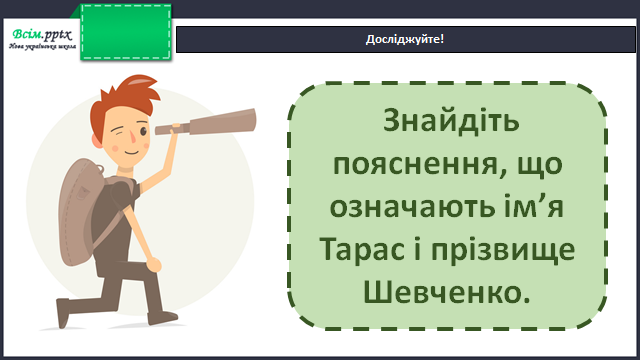 Всім.pptx
Нова українська школа
Досліджуйте!
Знайдіть
пояснення, що
означають ім’я
Тарас і прізвище
Шевченко.